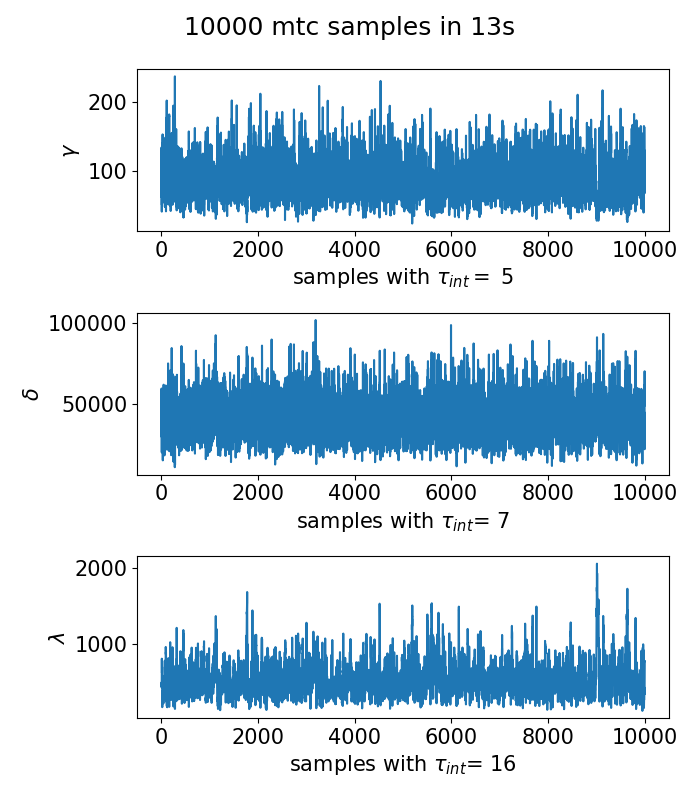 10000 mtc samples in 13s
200
100
γ
0 2000 4000 6000 8000 10000
samples with τ_int = 5
100000
50000
δ
0 2000 4000 6000 8000 10000
samples with τ_int= 7
2000
1000
λ
0 2000 4000 6000 8000 10000
samples with τ_int= 16